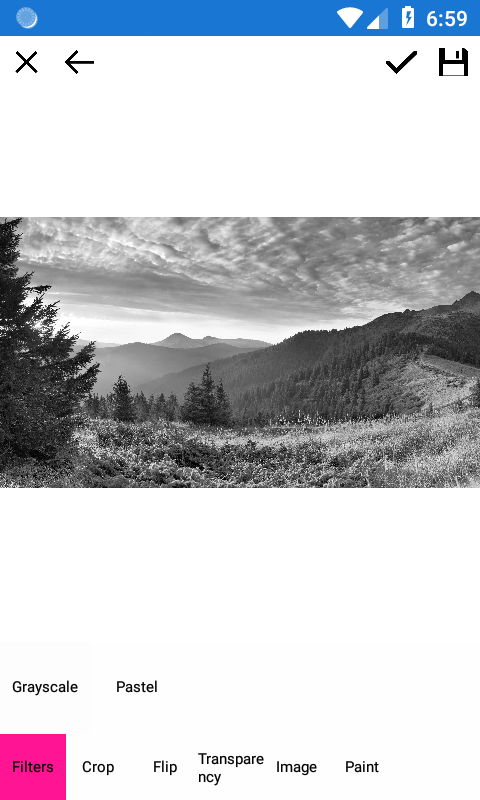 6:59
Grayscale
Pastel
Filters
Crop
Flip
Transpare
ncy
Image
Paint